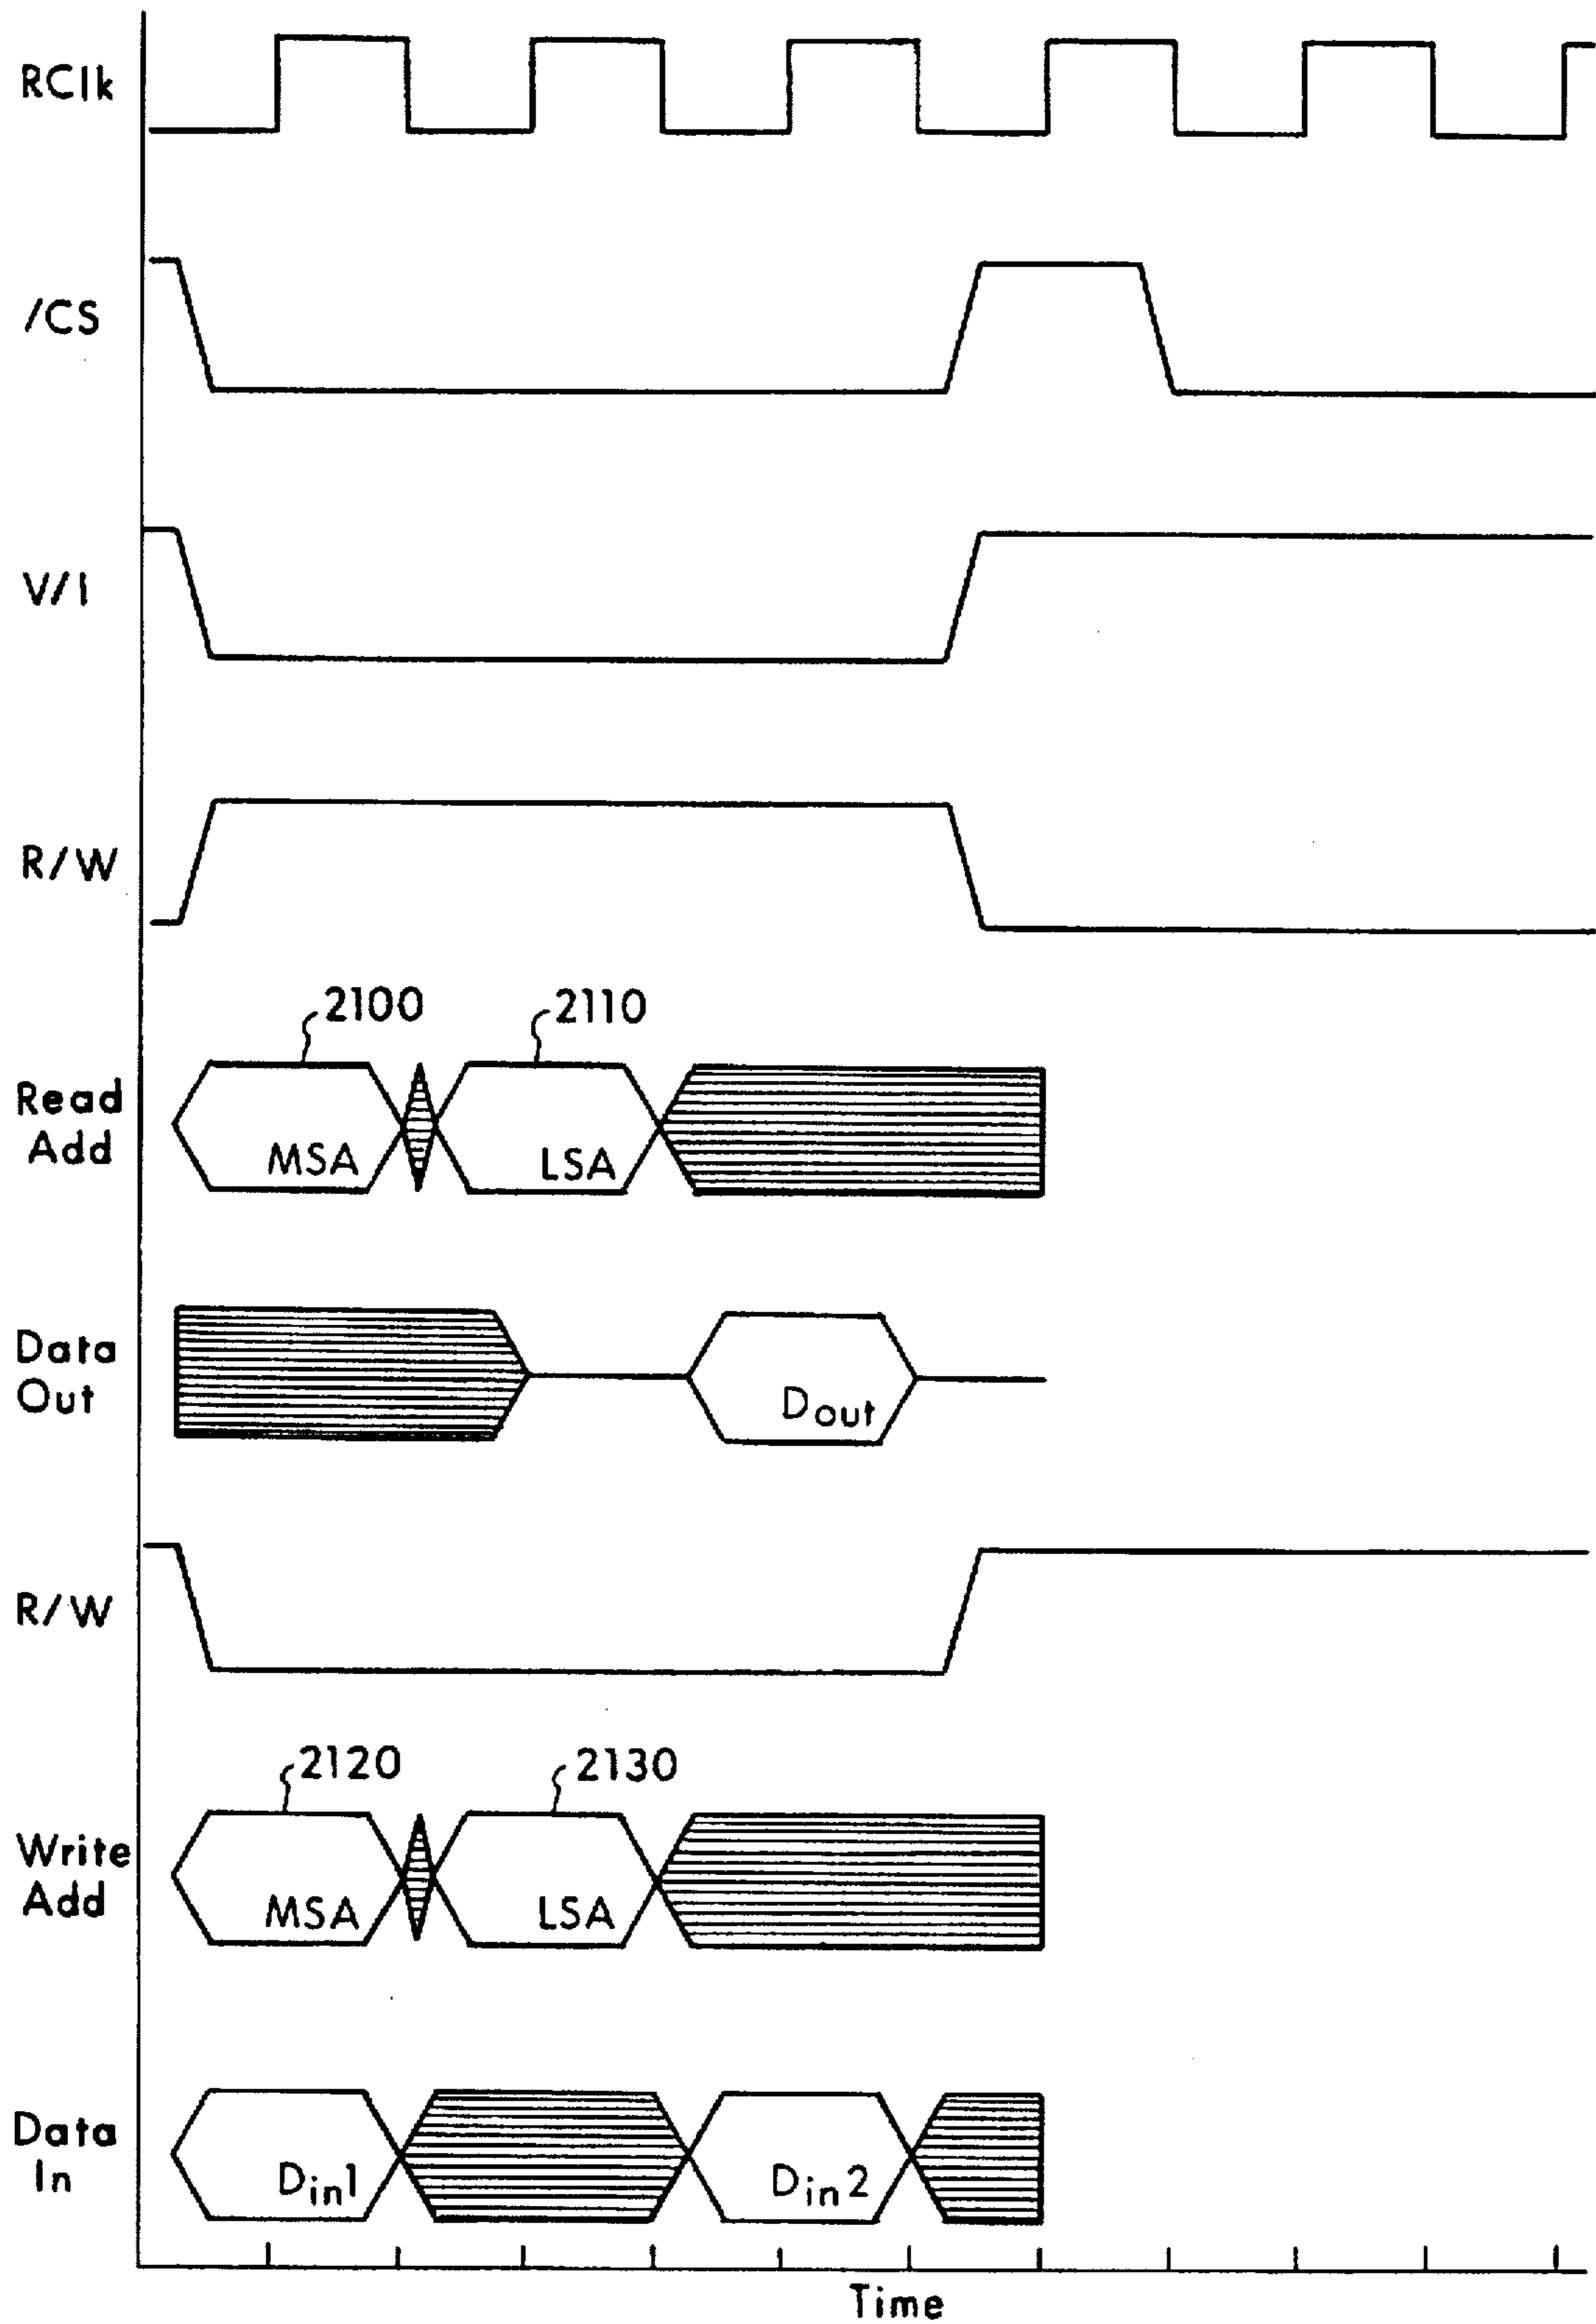 RClk
/CS
V/I
R/W
2100
2110
Read
Add
MSA
LSA
Data
Out
Dout
R/W
2120
2130
Write
Add
MSA
LSA
Data
In
Din1
Din2
Time